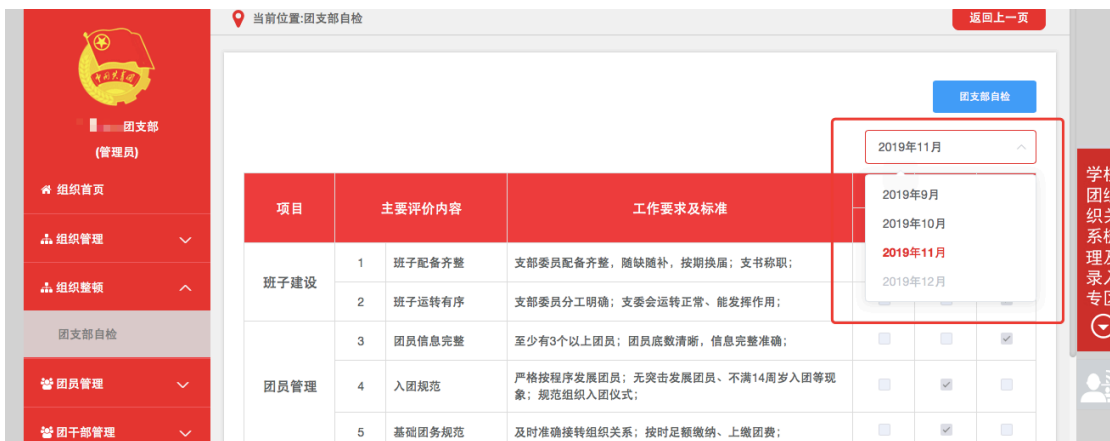 当前位置:团支部自检
返回上一页
中国共青团
团支部
(管理员)
组织首页
组织管理
组织整顿
团支部自检
团员管理
团干部管理
团支部自检
2019年11月
2019年9月
2019年10月
2019年11月
2019年12月
项目 主要评价内容 工作要求及标准
班子建设
1 班子配备齐整 支部委员配备齐整，随缺随补，按期换届；支书称职；
2 班子运转有序 支部委员分工明确；支委会运转正常、能发挥作用；
团员管理
3 团员信息完整 至少有3个以上团员；团员底数清晰，信息完整准确；
4 入团规范 严格按程序发展团员；无突击发展团员、不满14周岁入团等现
象；规范组织入团仪式；
5 基础团务规范 及时准确接转组织关系；按时足额缴纳、上缴团费；
学
团
织
系
理
录
专